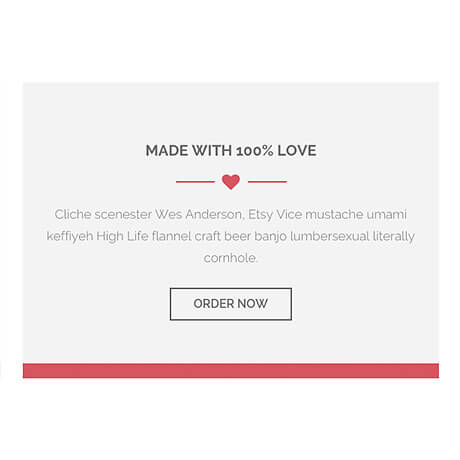 MADE WITH 100% LOVE
Cliche scenester Wes Anderson, Etsy Vice mustache umami
keffiyeh High Life flannel craft beer banjo lumbersexual literally
cornhole.
ORDER NOW